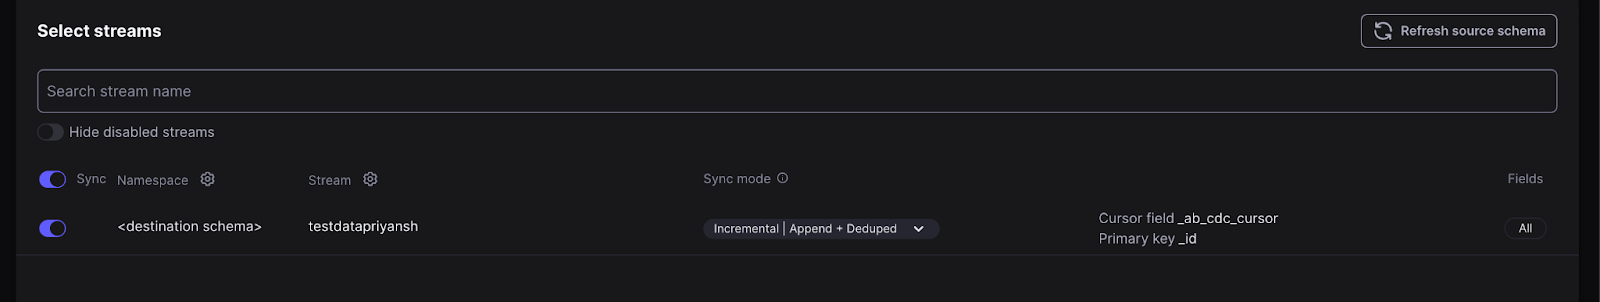 Select streams
Refresh source schema
Search stream name
Hide disabled streams
Sync Namespace Stream Sync mode Fields
<destination schema> testdatapriyansh Incremental | Append + Deduped Cursor field _ab_cdc_cursor All
Primary key _id